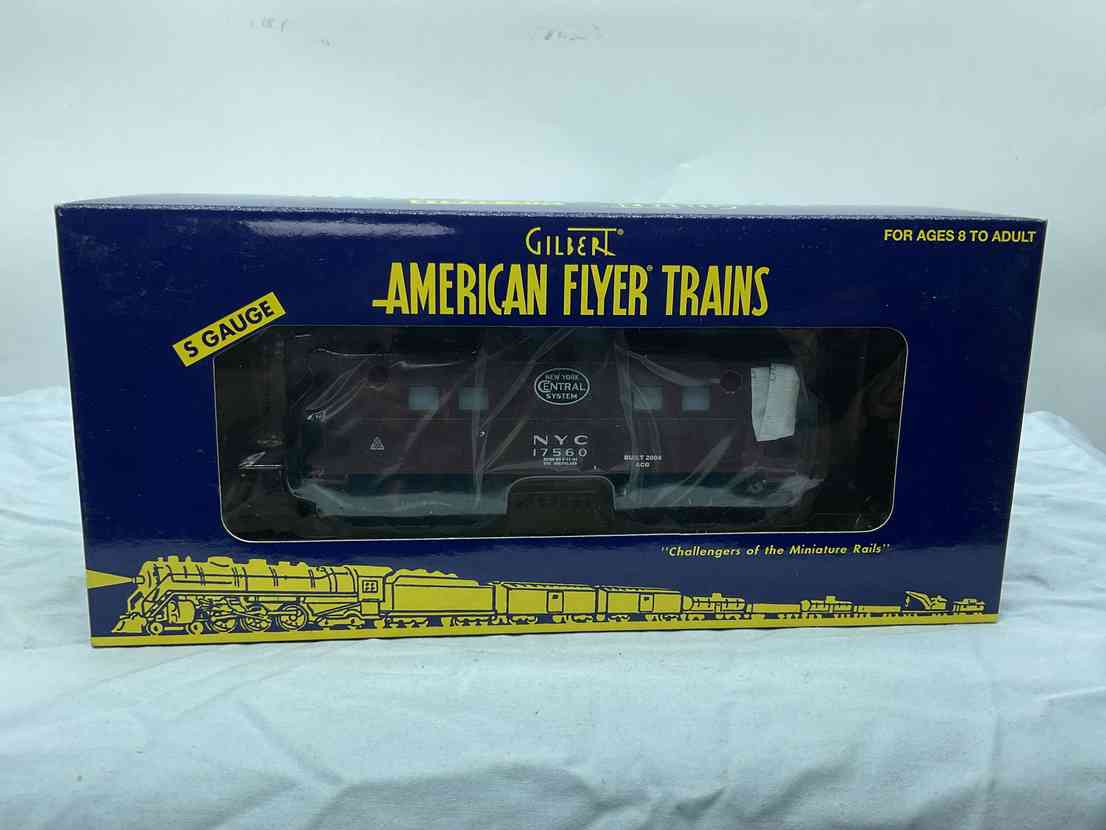 GILBERT®
FOR AGES 8 TO ADULT
AMERICAN FLYER® TRAINS
S GAUGE
NEW YORK
CENTRAL
SYSTEM
NYC
17560
BUILT 2004
"Challengers of the Miniature Rails"